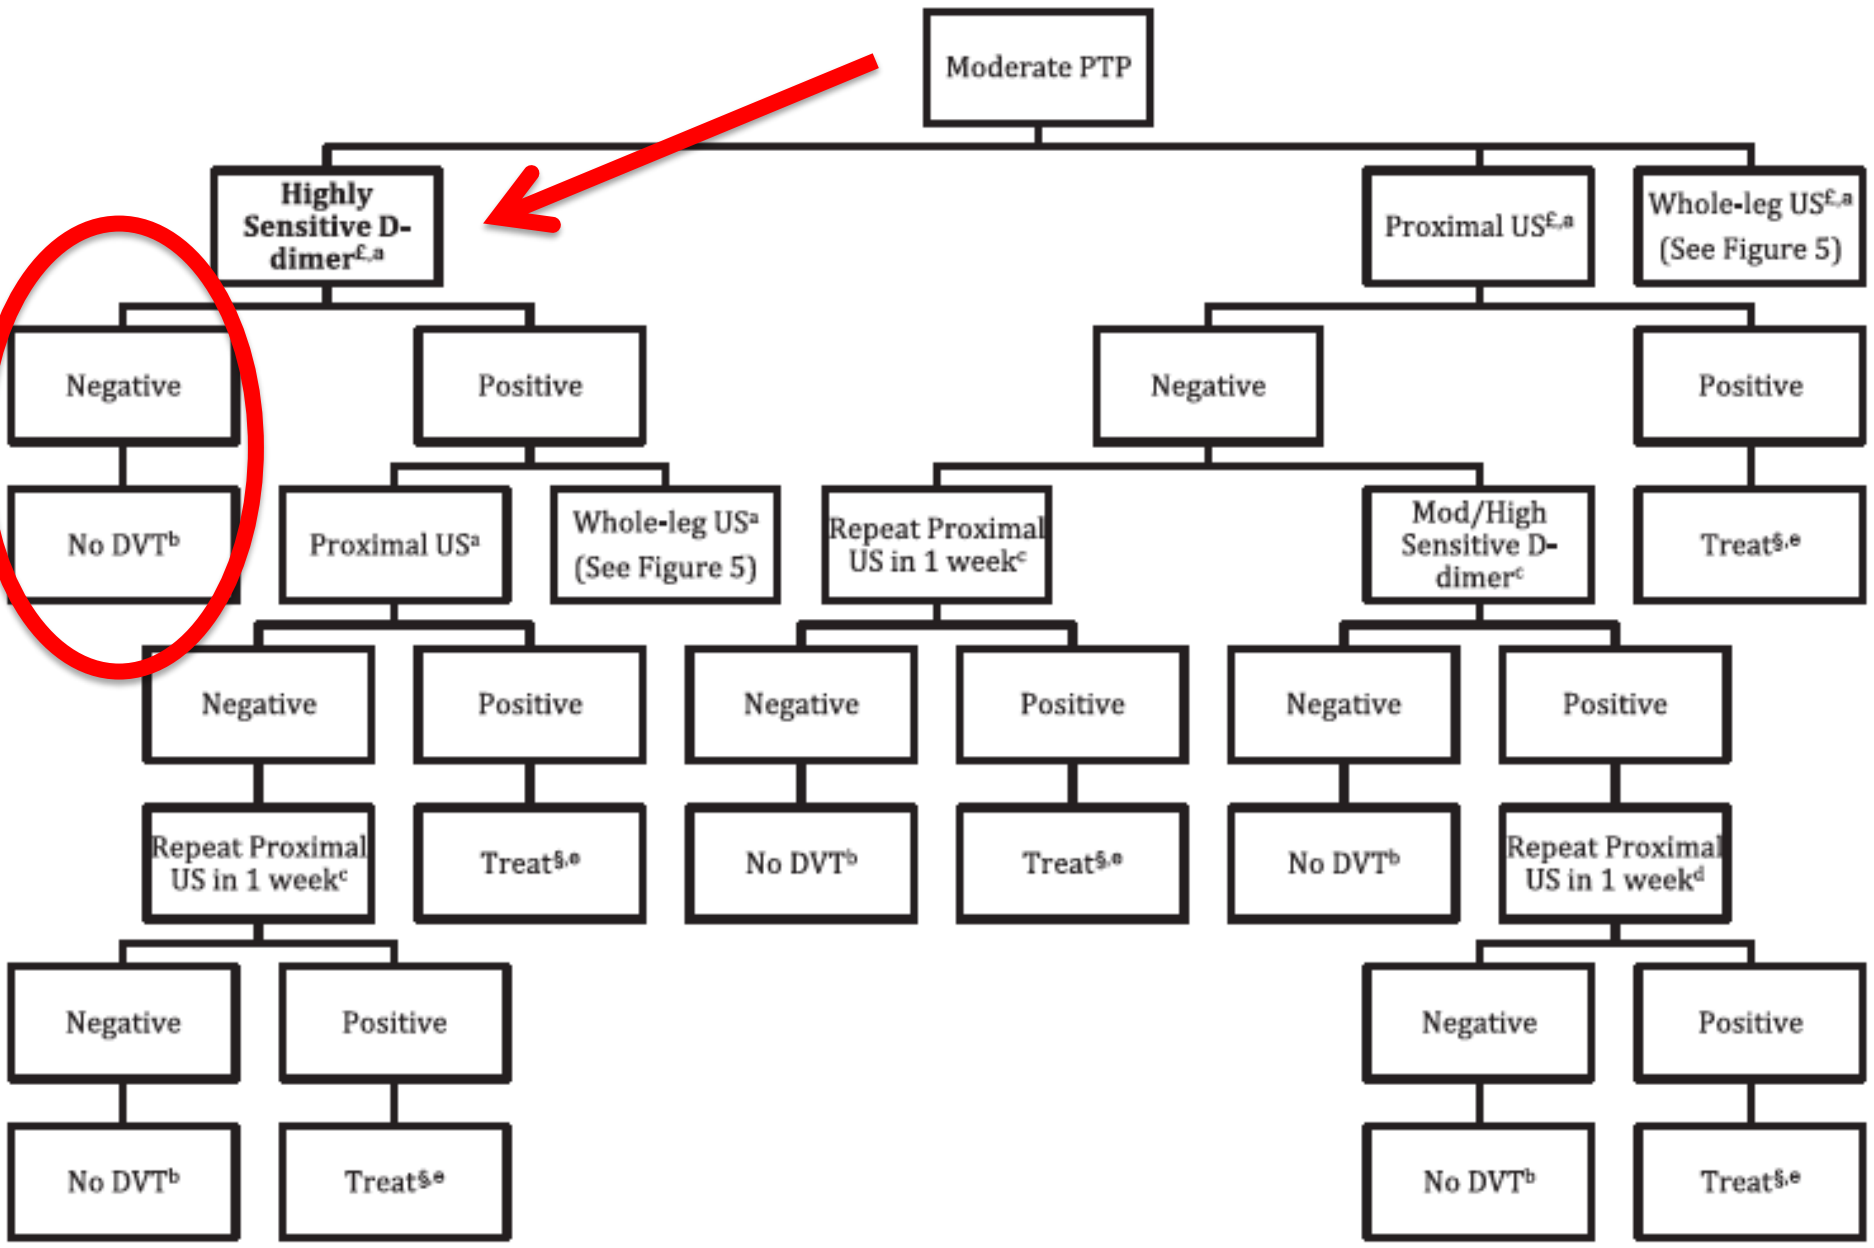 Moderate PTP
Highly
Sensitive D-
dimer£,a
Proximal US£,a
Whole-leg US£,a
(See Figure 5)
Negative
Positive
Negative
Positive
No DVTb
Proximal USa
Whole-leg USa
(See Figure 5)
Repeat Proximal
US in 1 weekc
Mod/High
Sensitive D-
dimerc
Treat§,e
Negative
Positive
Negative
Positive
Negative
Positive
Repeat Proximal
US in 1 weekc
Treat§,e
No DVTb
Treat§,e
No DVTb
Repeat Proximal
US in 1 weekd
Negative
Positive
Negative
Positive
No DVTb
Treat§,e
No DVTb
Treat§,e